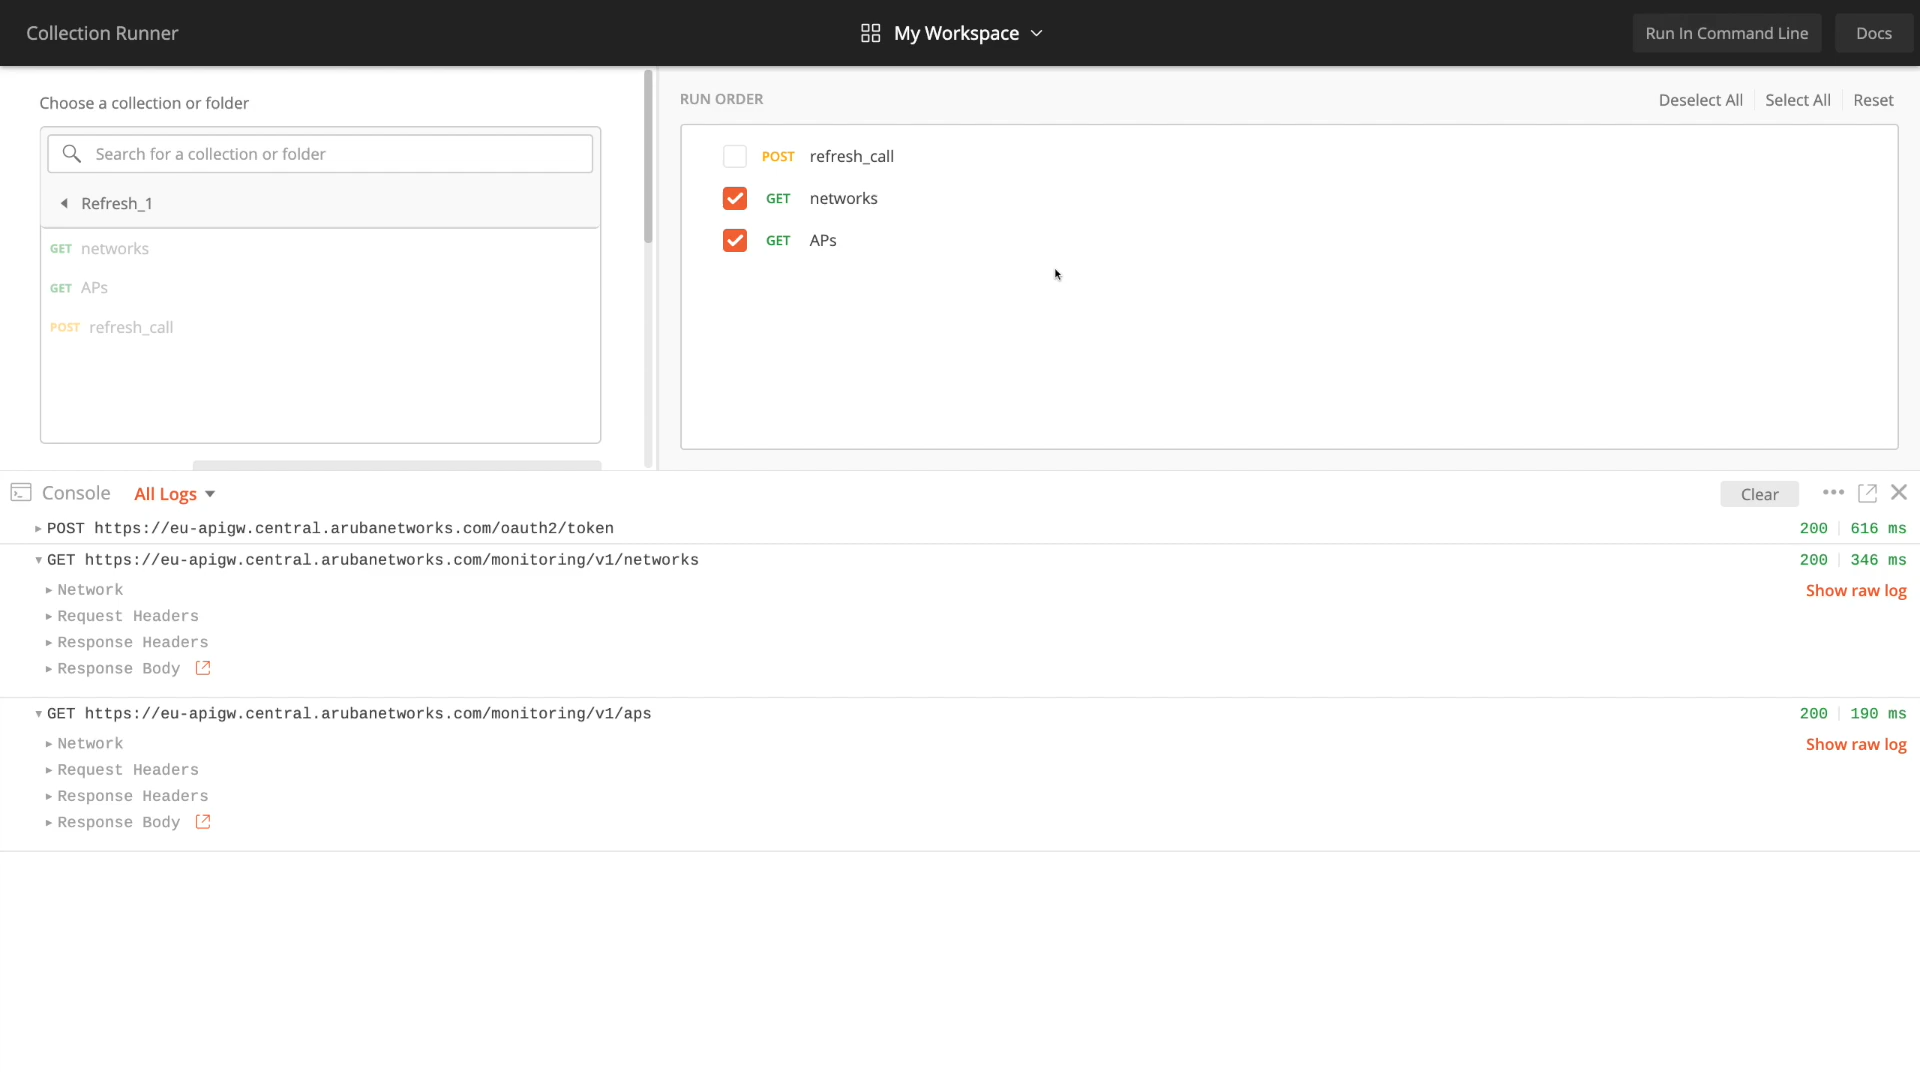 Collection Runner
My Workspace
Run In Command Line
Docs
Choose a collection or folder
Search for a collection or folder
Refresh_1
GET networks
GET APs
POST refresh_call
RUN ORDER
Deselect All
Select All
Reset
POST refresh_call
GET networks
GET APs
Console
All Logs
Clear
POST https://eu-apigw.central.arubanetworks.com/oauth2/token
200 616 ms
GET https://eu-apigw.central.arubanetworks.com/monitoring/v1/networks
200 346 ms
Network
Show raw log
Request Headers
Response Headers
Response Body
GET https://eu-apigw.central.arubanetworks.com/monitoring/v1/aps
200 190 ms
Network
Show raw log
Request Headers
Response Headers
Response Body